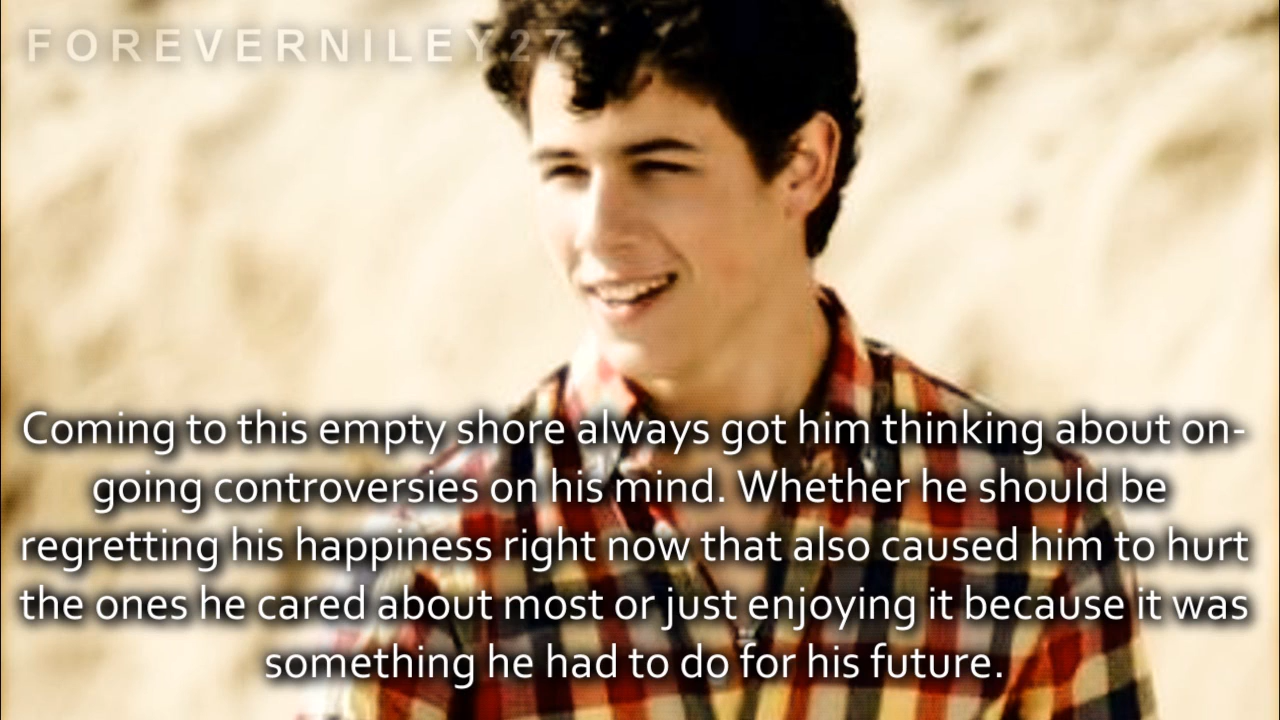 FOREVERNILEY27
Coming to this empty shore always got him thinking about on-
going controversies on his mind. Whether he should be
regretting his happiness right now that also caused him to hurt
the ones he cared about most or just enjoying it because it was
something he had to do for his future.